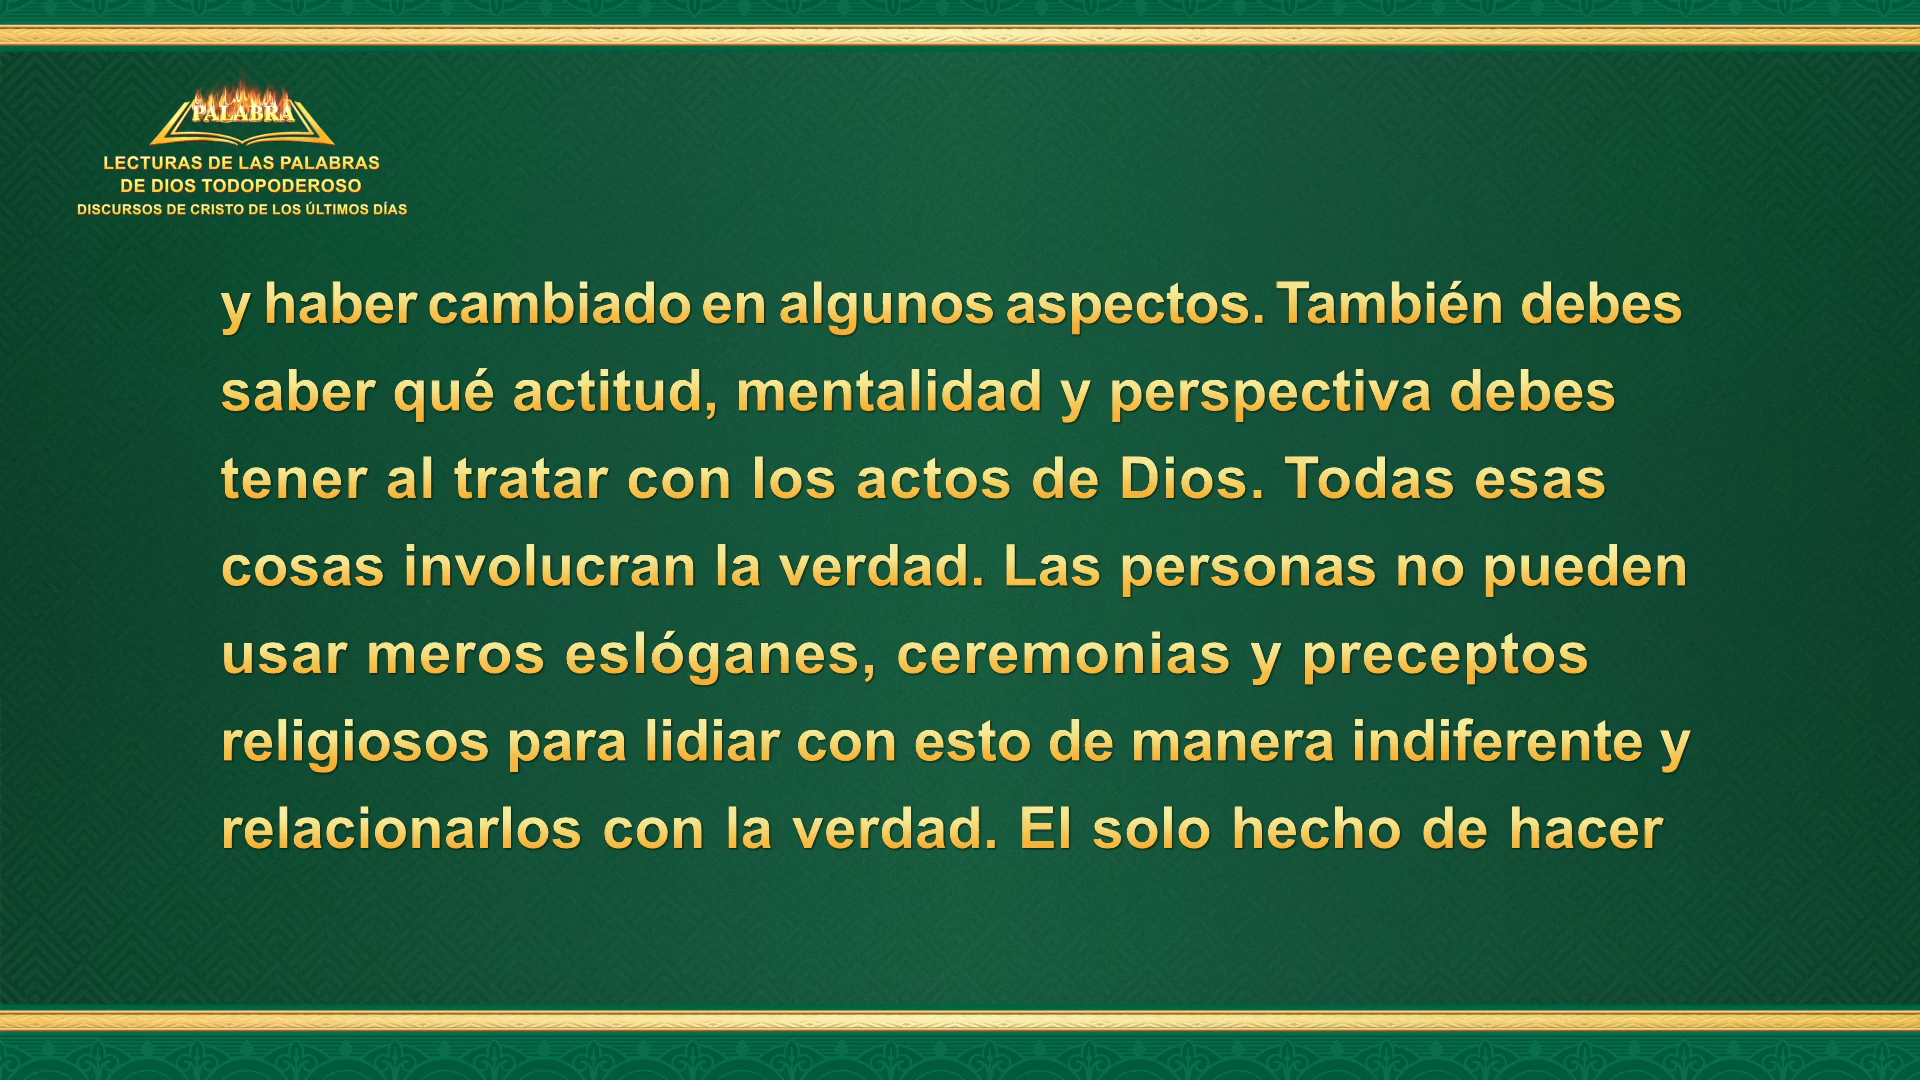 PALABRA
LECTURAS DE LAS PALABRAS
DE DIOS TODOPODEROSO
DISCURSOS DE CRISTO DE LOS ÚLTIMOS DÍAS
y haber cambiado en algunos aspectos. También debes
saber qué actitud, mentalidad y perspectiva debes
tener al tratar con los actos de Dios. Todas esas
cosas involucran la verdad. Las personas no pueden
usar meros eslóganes, ceremonias y preceptos
religiosos para lidiar con esto de manera indiferente y
relacionarlos con la verdad. El solo hecho de hacer